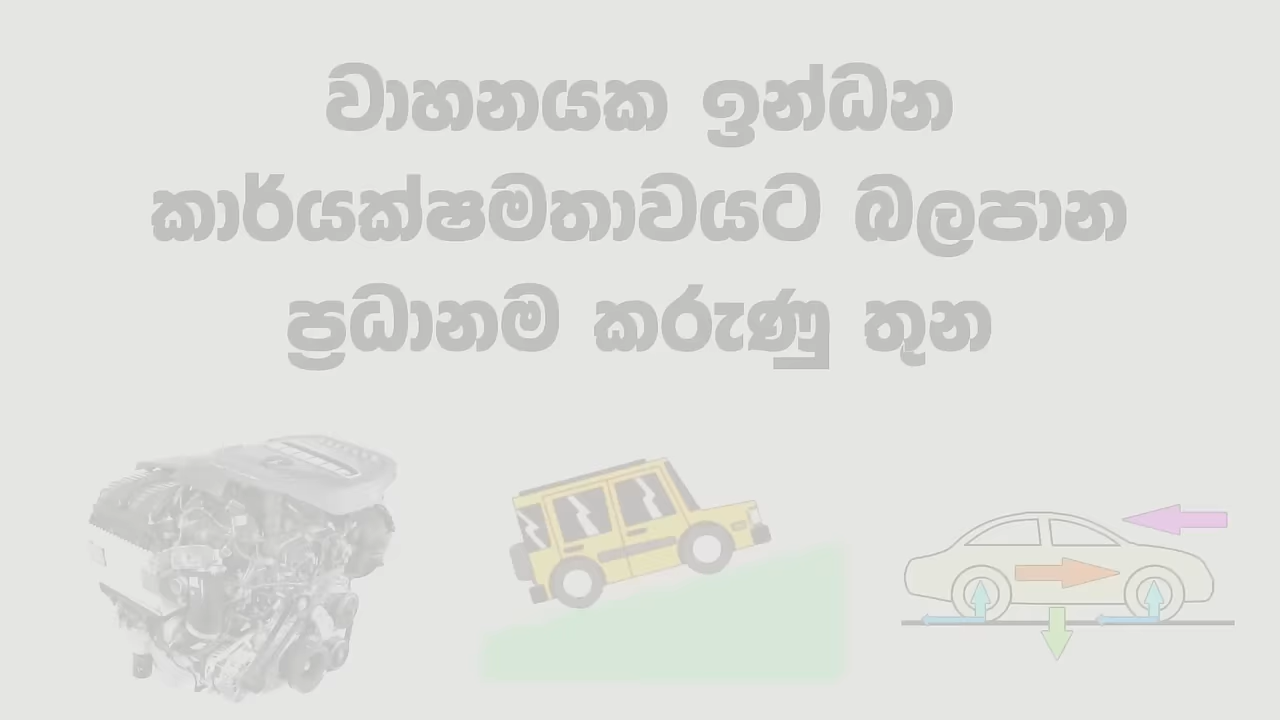 වාහනයක ඉන්ධන
කාර්යක්ෂමතාවයට බලපාන
ප්‍රධානම කරුණු තුන